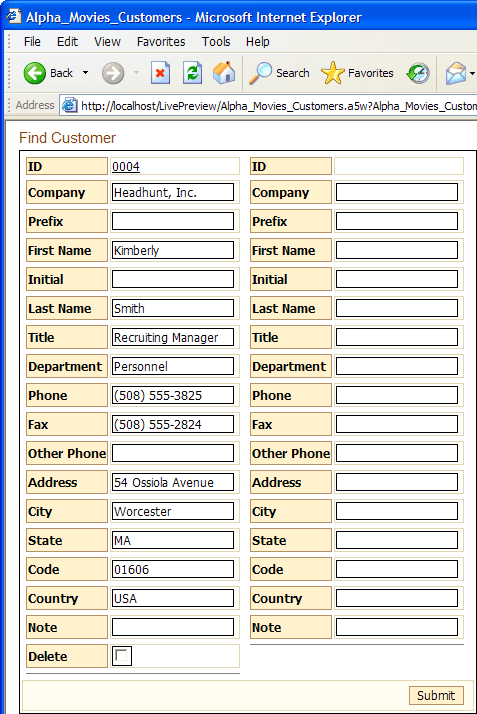 Alpha_Movies_Customers - Microsoft Internet Explorer
File Edit View Favorites Tools Help
Back Search Favorites
Address http://localhost/LivePreview/Alpha_Movies_Customers.a5w?Alpha_Movies_Custom
Find Customer
ID 0004 ID
Company Headhunt, Inc. Company
Prefix Prefix
First Name Kimberly First Name
Initial Initial
Last Name Smith Last Name
Title Recruiting Manager Title
Department Personnel Department
Phone (508) 555-3825 Phone
Fax (508) 555-2824 Fax
Other Phone Other Phone
Address 54 Ossiola Avenue Address
City Worcester City
State MA State
Code 01606 Code
Country USA Country
Note Note
Delete
Submit